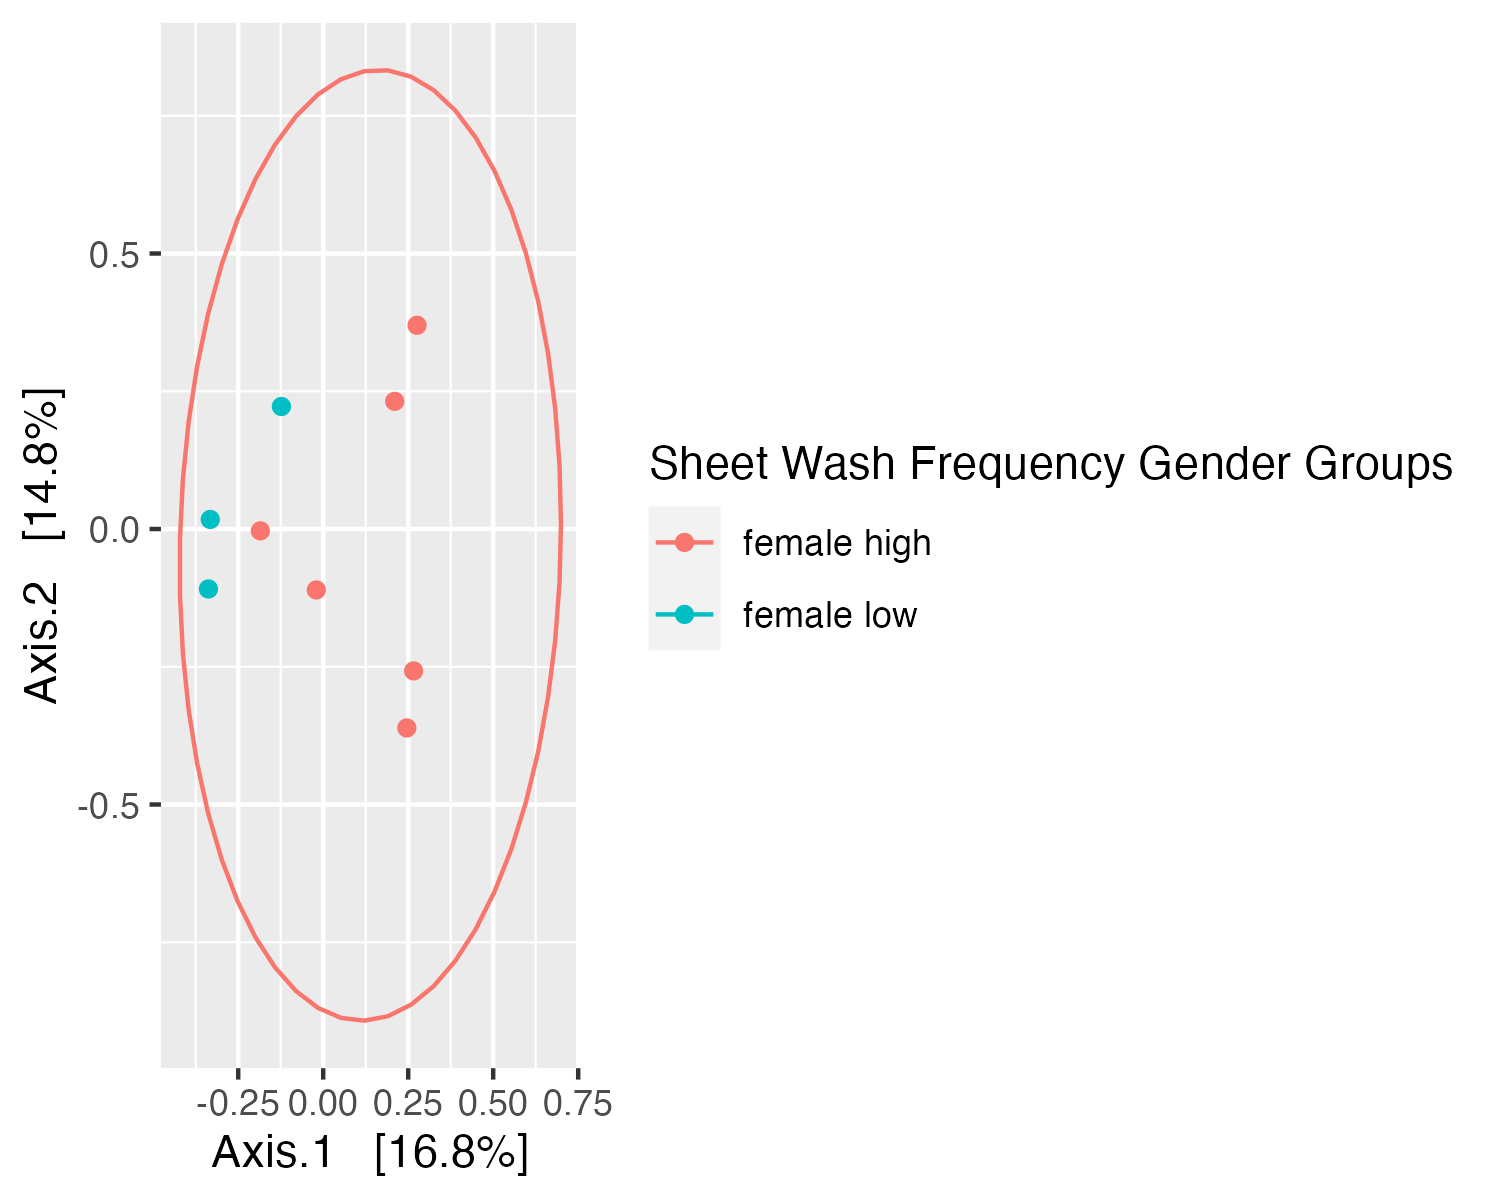 0.5
0.0
-0.5
Axis.2 [14.8%]
-0.25 0.00 0.25 0.50 0.75
Axis.1 [16.8%]
Sheet Wash Frequency Gender Groups
female high
female low